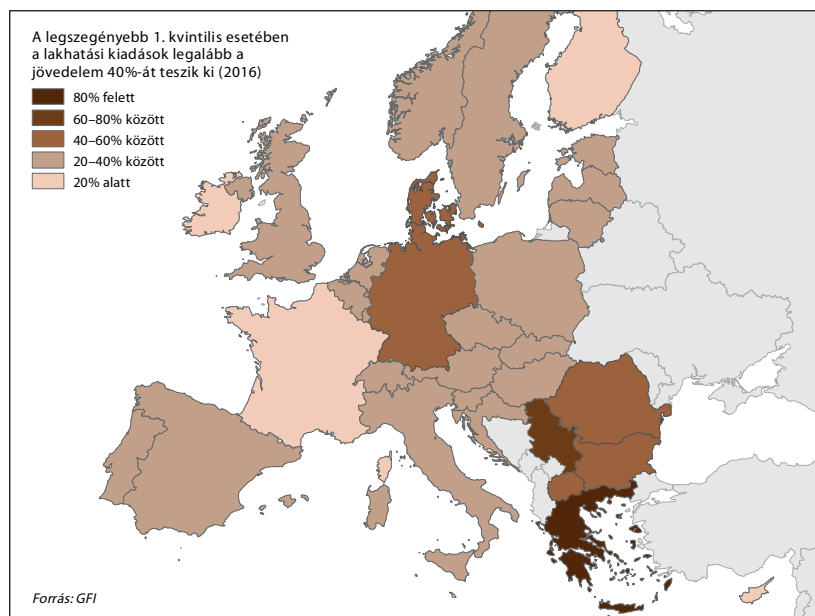 A legszegényebb 1. kvintilis esetében
a lakhatási kiadások legalább a
jövedelem 40%-át teszik ki (2016)
80% felett
60–80% között
40–60% között
20–40% között
20% alatt
Forrás: GFI